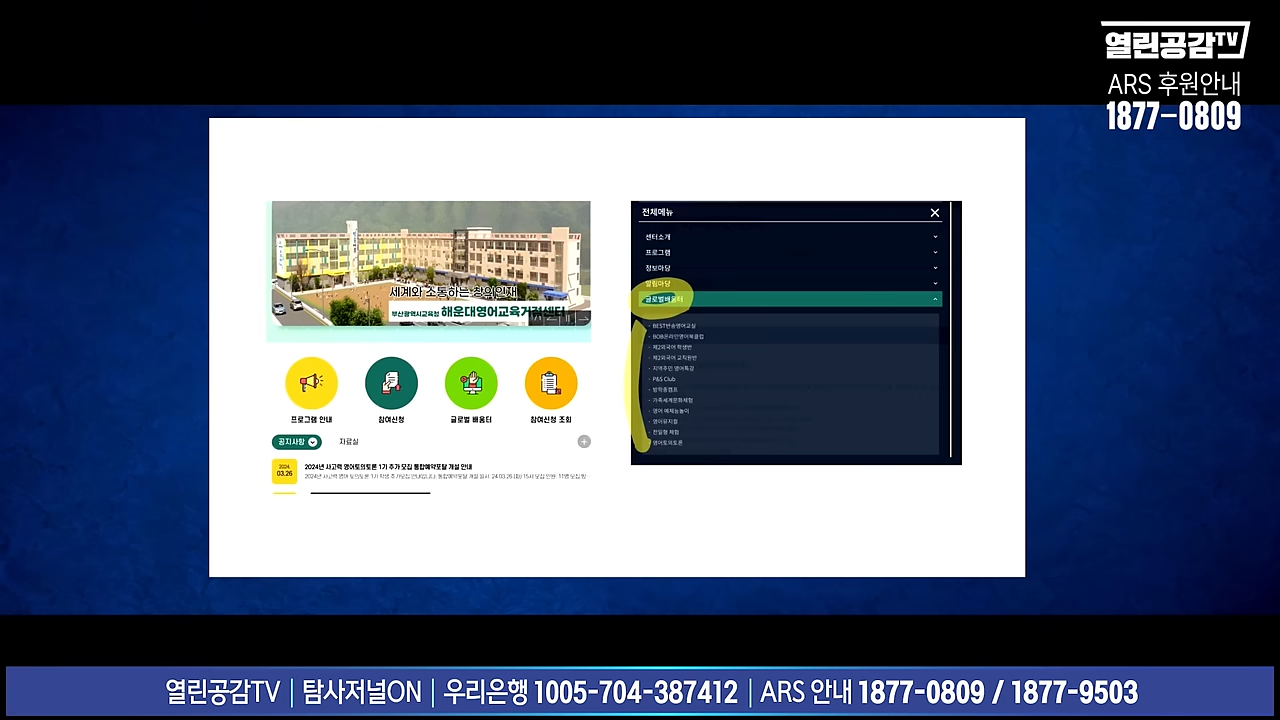 열린공감TV
ARS 후원안내
1877-0809
세계와 소통하는 창의인재
부산광역시교육청 해운대영어교육거점센터
프로그램 안내
참여신청
글로벌 배움터
참여신청 조회
공지사항
자료실
2024
03.26
2024년 사고력 영어토의토론 1기 추가 모집 통합예약포탈 개설 안내
전체메뉴
센터소개
프로그램
정보마당
알림마당
글로벌배움터
- BEST반송영어교실
- BOB온라인영어북클럽
- 제2외국어 학생반
- 제2외국어 교직원반
- 지역주민 영어특강
- P&S Club
- 방학중캠프
- 가족세계문화체험
- 영어 예체능놀이
- 영어뮤지컬
- 전일형 체험
- 영어토의토론
열린공감TV | 탐사저널ON | 우리은행 1005-704-387412 | ARS 안내 1877-0809 / 1877-9503